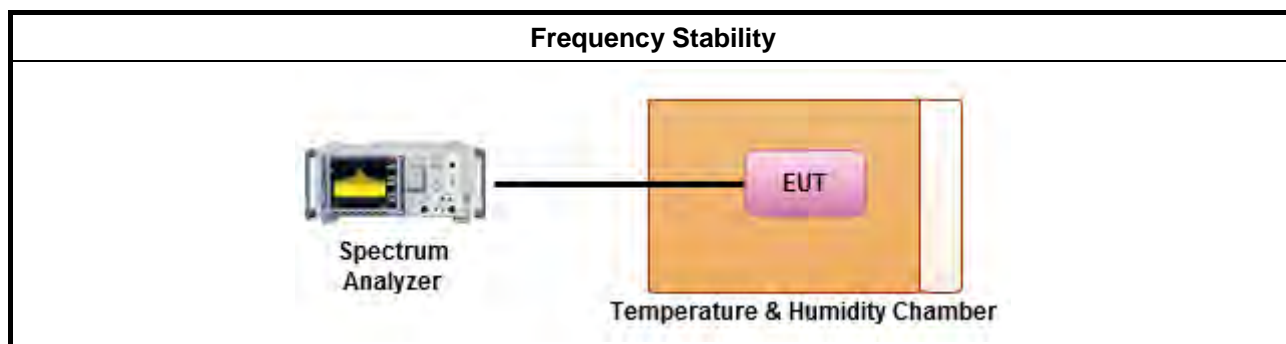 Frequency Stability
EUT
Spectrum
Analyzer
Temperature & Humidity Chamber